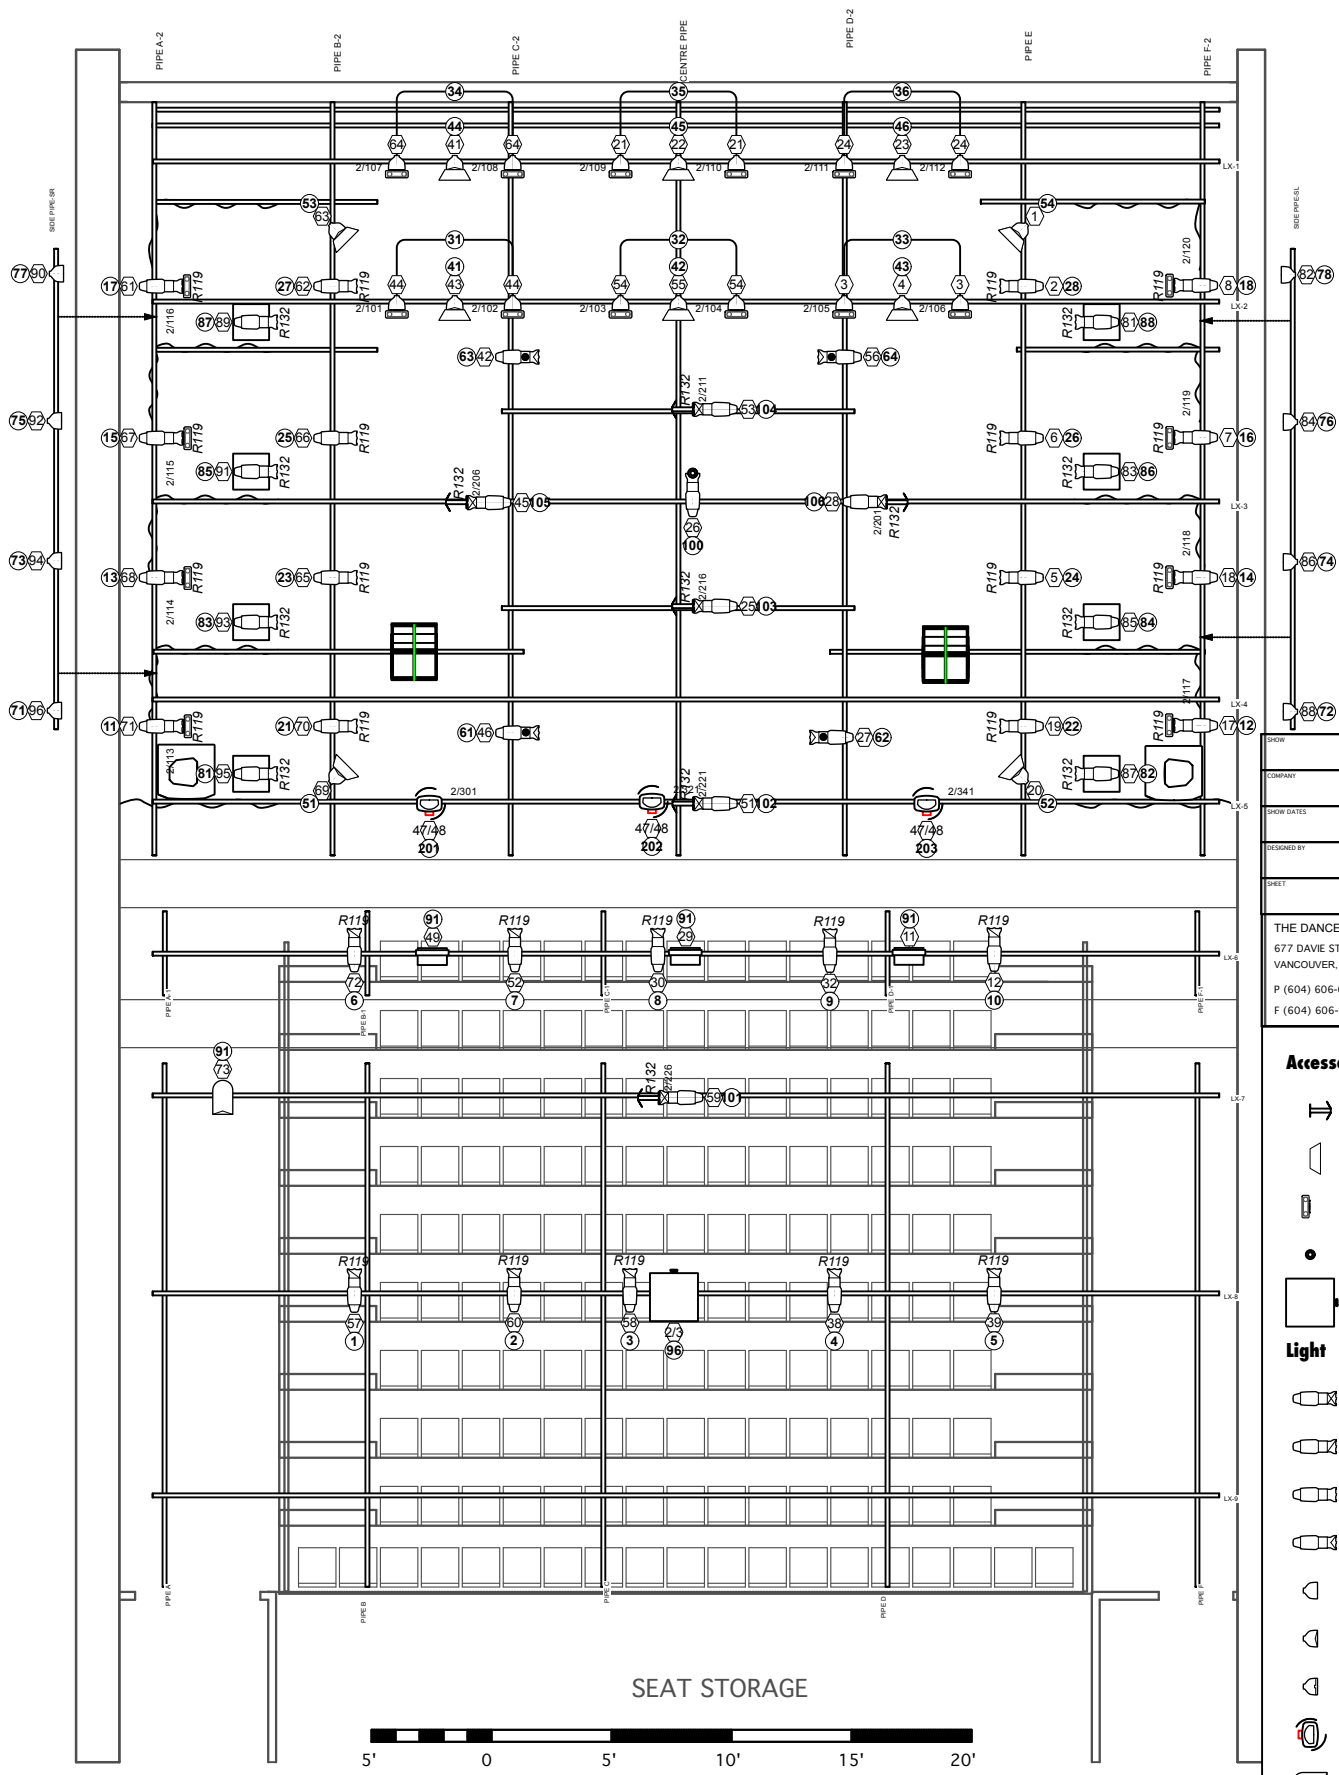 PIPE A-2
PIPE B-2
PIPE C-2
CENTRE PIPE
PIPE D-2
PIPE E
PIPE F-2
34 35 36
44 45 46
64 41 64 21 22 21 24 23 24
2/107 2/108 2/109 2/110 2/111 2/112
LX-1
SIDE PIPE-SR
SIDE PIPE-SL
53 54
63 1
31 32 33
2/120
77 90 82 78
17 61 R119 27 62 R119 R119 2 28 R119 8 18
41 42 43
44 43 44 54 55 54 3 4 3
2/101 2/102 2/103 2/104 2/105 2/106
LX-2
2/116 87 89 R132 R132 81 88
63 42 56 64
R132 2/211 53 104
2/119
75 92 84 76
15 67 R119 25 66 R119 R119 6 26 R119 7 16
2/115 85 91 R132 R132 83 86
R132 2/206 45 105 106 28 2/201 R132
LX-3
26
100
2/118
73 94 86 74
13 68 R119 23 65 R119 R119 5 24 R119 18 14
R132 2/216 25 103
2/114 83 93 R132 R132 85 84
2/117
LX-4
71 96 88 72
11 71 R119 21 70 R119 61 46 27 62 R119 19 22 R119 17 12
2/113 81 95 R132 R132 87 82
69 20
51 2/301 2/321 R132 2/221 51 102 2/341 52
LX-5
47/48 47/48 47/48
201 202 203
SHOW
COMPANY
SHOW DATES
DESIGNED BY
SHEET
THE DANCE
677 DAVIE ST
VANCOUVER,
P (604) 606-
F (604) 606-
R119 91 R119 R119 91 R119 91 R119
49 29 11
LX-6
72 52 30 32 12
6 7 8 9 10
PIPE A-1
PIPE B-1
PIPE C-1
PIPE D-1
PIPE F-1
91
73
R132 2/226 59 101
LX-7
Accesso
R119 R119 R119 R119 R119
LX-8
57 60 58 2/3 38 39
1 2 3 96 4 5
Light
LX-9
PIPE A
PIPE B
PIPE C
PIPE D
PIPE F
SEAT STORAGE
5' 0 5' 10' 15' 20'